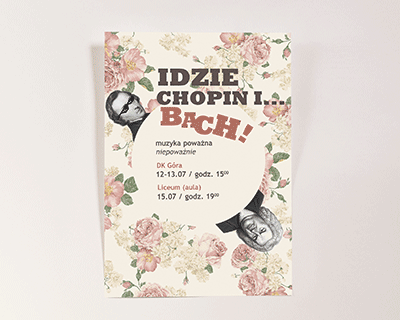 IDZIE
CHOPIN I...
BACH!
muzyka poważna
niepoważnie
DK Góra
12-13.07 / godz. 15⁰⁰
Liceum (aula)
15.07 / godz. 19⁰⁰